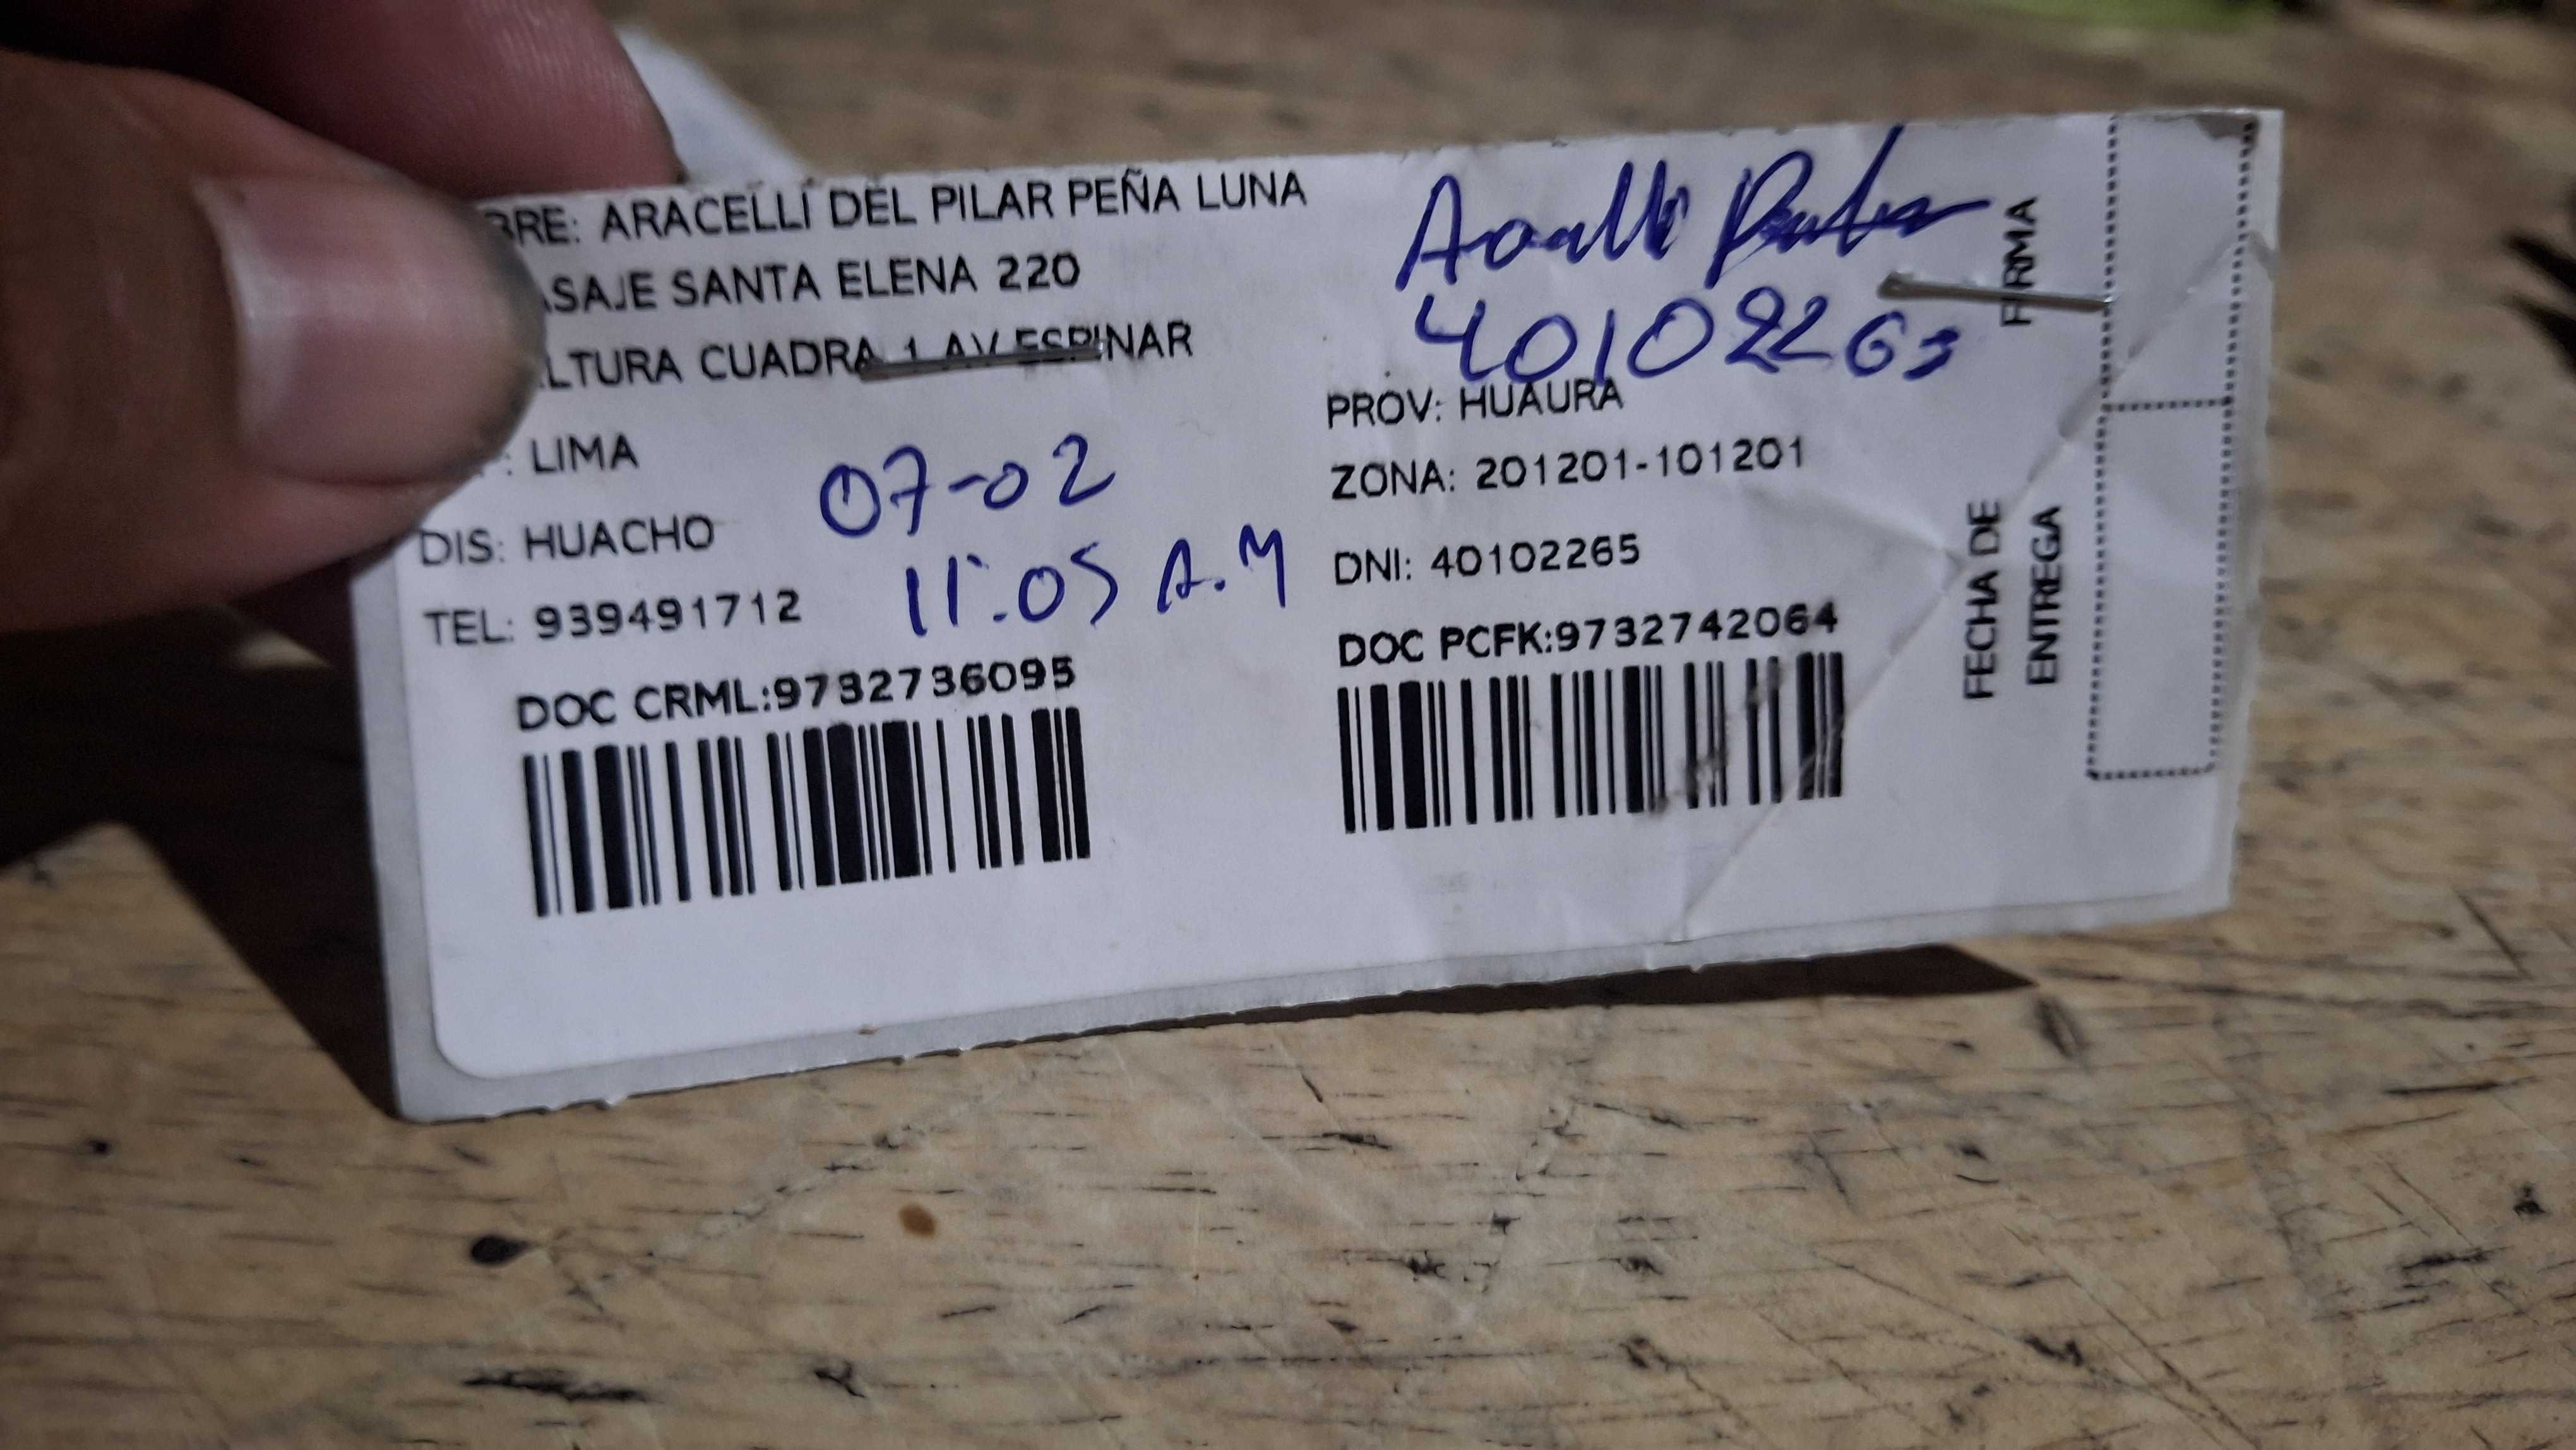 BRE: ARACELLI DEL PILAR PEÑA LUNA
ASAJE SANTA ELENA 220
LTURA CUADRA 1 AV ESPINAR
: LIMA
PROV: HUAURA
ZONA: 201201-101201
DIS: HUACHO
DNI: 40102265
TEL: 939491712
07-02
11:05 A.M
DOC CRML:9732736095
DOC PCFK:9732742064
FIRMA
FECHA DE
ENTREGA